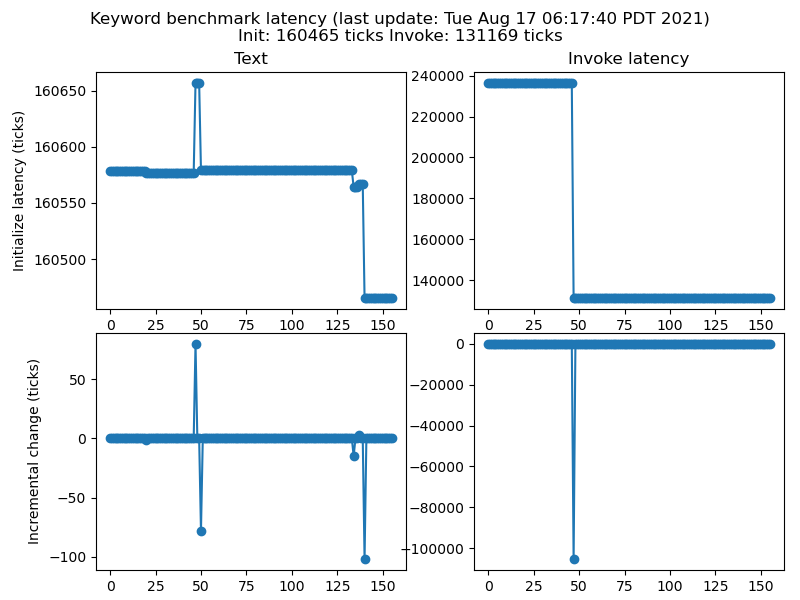 Keyword benchmark latency (last update: Tue Aug 17 06:17:40 PDT 2021)
Init: 160465 ticks Invoke: 131169 ticks
Text
Invoke latency
Initialize latency (ticks)
160650
160600
160550
160500
0 25 50 75 100 125 150
240000
220000
200000
180000
160000
140000
0 25 50 75 100 125 150
Incremental change (ticks)
50
0
−50
−100
0 25 50 75 100 125 150
0
−20000
−40000
−60000
−80000
−100000
0 25 50 75 100 125 150